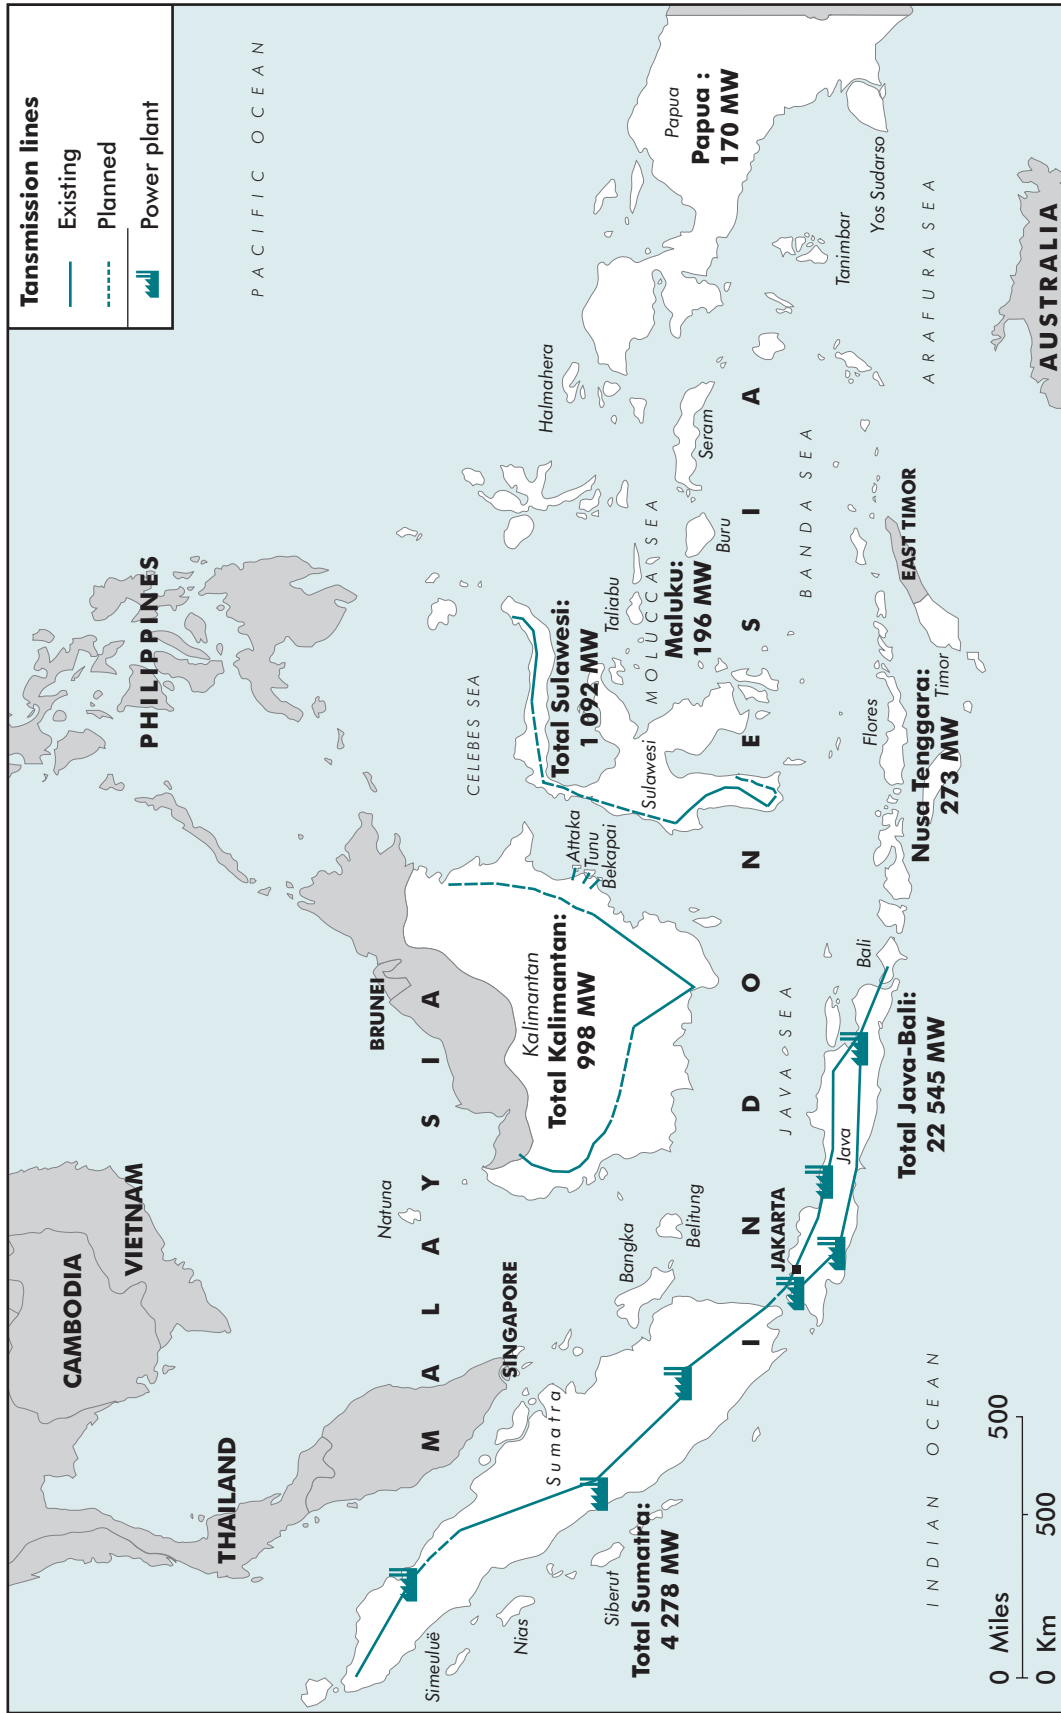 Tansmission lines
Existing
Planned
Power plant
PACIFIC OCEAN
PHILIPPINES
CAMBODIA
VIETNAM
THAILAND
BRUNEI
MALAYSIA
SINGAPORE
Natuna
CELEBES SEA
Halmahera
Papua
Papua :
170 MW
Kalimantan
Total Kalimantan:
998 MW
Attaka
Tunu
Bekapai
Total Sulawesi:
1 092 MW
Sulawesi
Taliabu
MOLUCCA SEA
Maluku:
196 MW
Buru
Seram
Sumatra
Simeuluë
Nias
Siberut
Total Sumatra:
4 278 MW
Bangka
Belitung
INDONESIA
JAKARTA
JAVA SEA
Java
Bali
Total Java-Bali:
22 545 MW
Flores
Nusa Tenggara:
273 MW
Timor
EAST TIMOR
BANDA SEA
Tanimbar
Yos Sudarso
ARAFURA SEA
AUSTRALIA
INDIAN OCEAN
0 Miles 500
0 Km 500